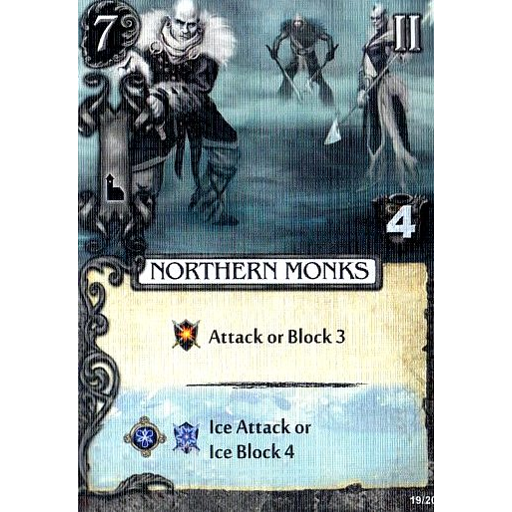 7
II
4
NORTHERN MONKS
Attack or Block 3
Ice Attack or
Ice Block 4
19/20